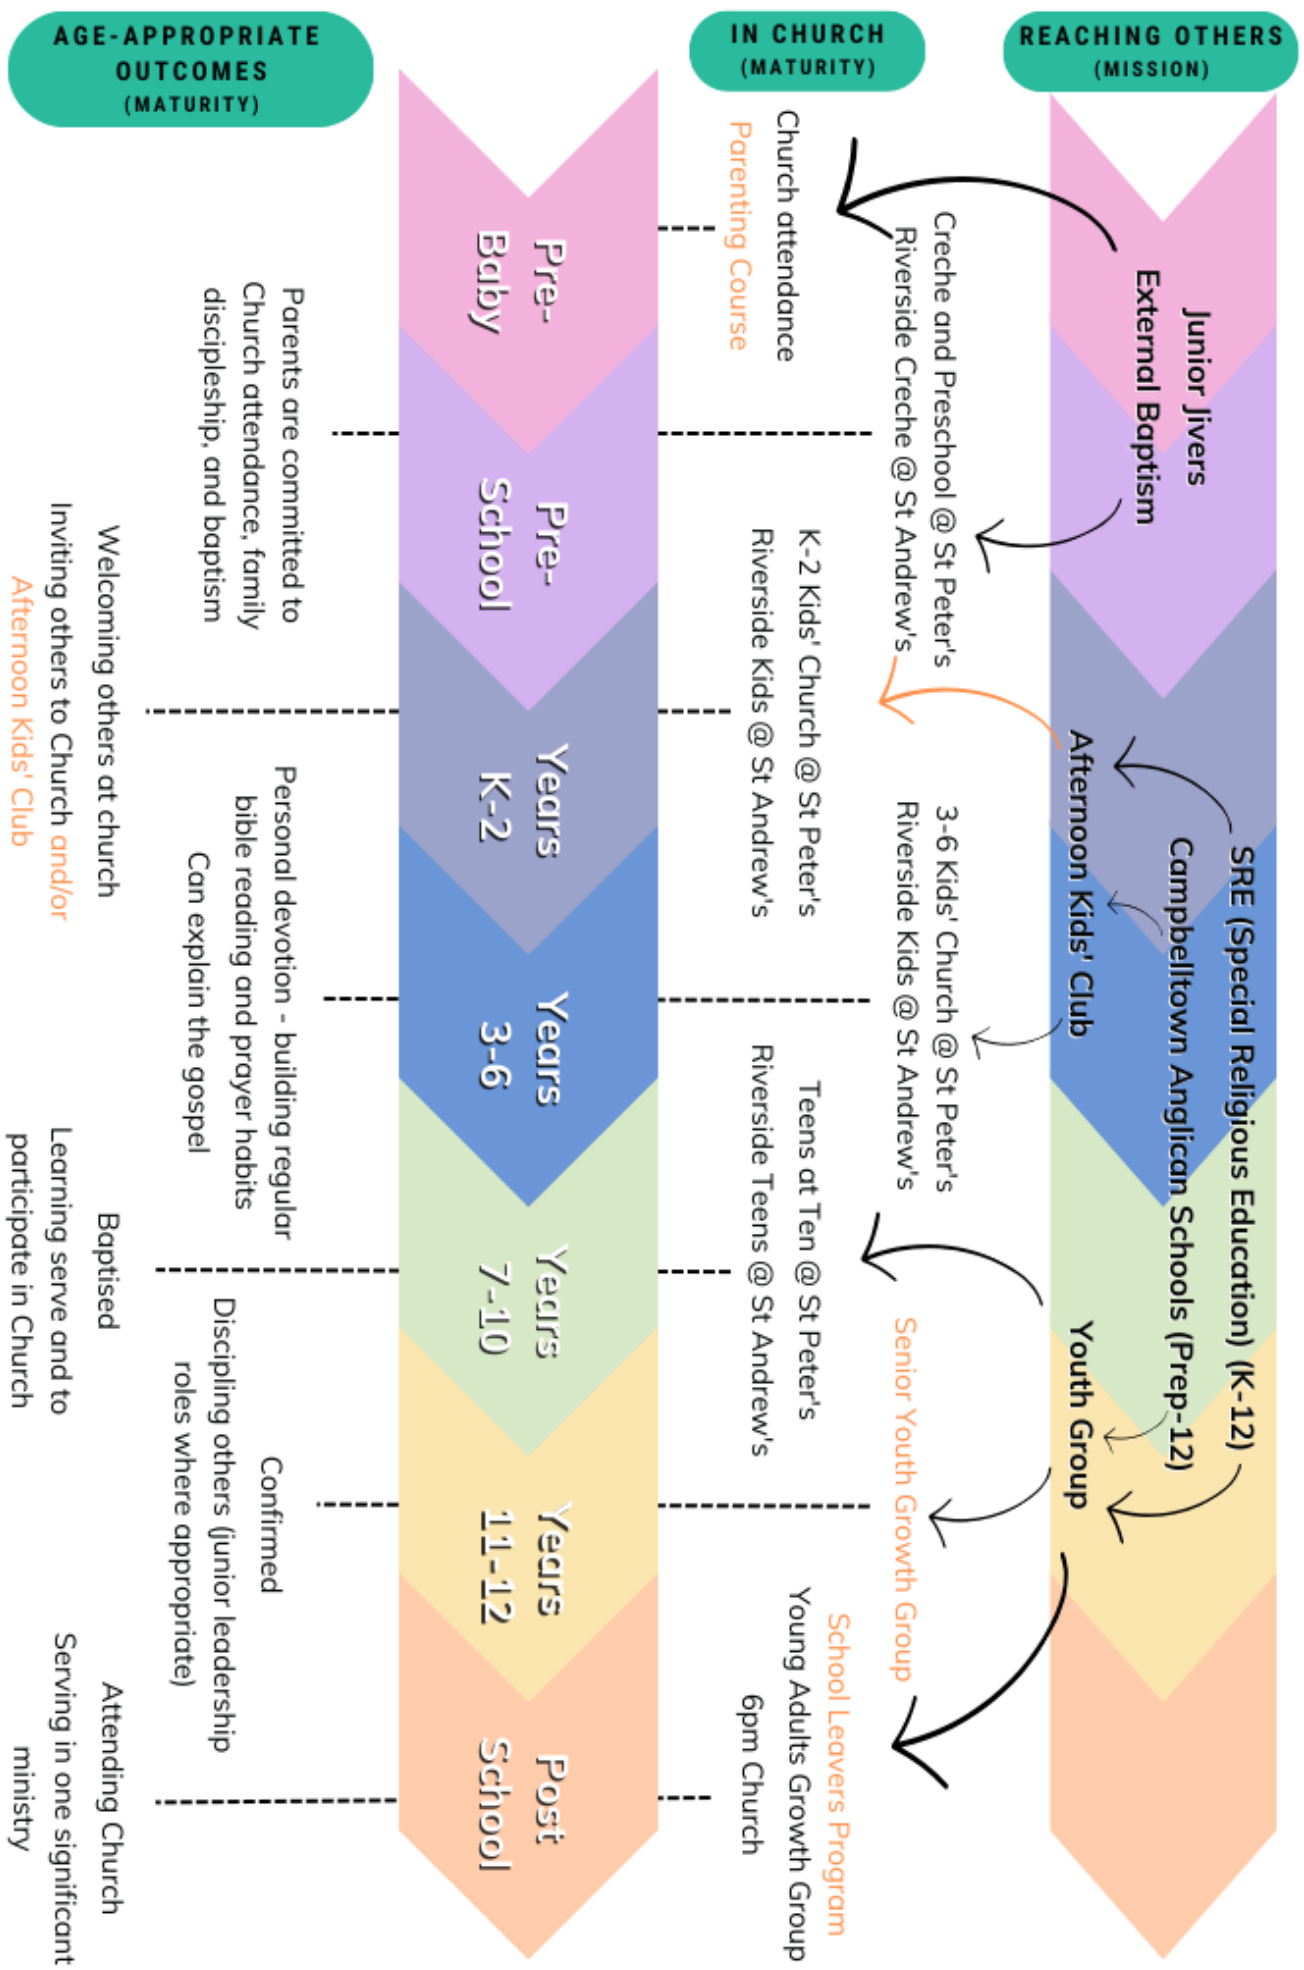 REACHING OTHERS
(MISSION)
Junior Jivers
External Baptism
SRE (Special Religious Education) (K-12)
Campbelltown Anglican Schools (Prep-12)
Afternoon Kids' Club
Youth Group
IN CHURCH
(MATURITY)
Church attendance
Parenting Course
Creche and Preschool @ St Peter's
Riverside Creche @ St Andrew's
K-2 Kids' Church @ St Peter's
Riverside Kids @ St Andrew's
3-6 Kids' Church @ St Peter's
Riverside Kids @ St Andrew's
Teens at Ten @ St Peter's
Riverside Teens @ St Andrew's
Senior Youth Growth Group
School Leavers Program
Young Adults Growth Group
6pm Church
Pre-
Baby
Pre-
School
Years
K-2
Years
3-6
Years
7-10
Years
11-12
Post
School
AGE-APPROPRIATE
OUTCOMES
(MATURITY)
Parents are committed to
Church attendance, family
discipleship, and baptism
Welcoming others at church
Inviting others to Church and/or
Afternoon Kids' Club
Personal devotion - building regular
bible reading and prayer habits
Can explain the gospel
Baptised
Learning serve and to
participate in Church
Confirmed
Discipling others (junior leadership
roles where appropriate)
Attending Church
Serving in one significant
ministry